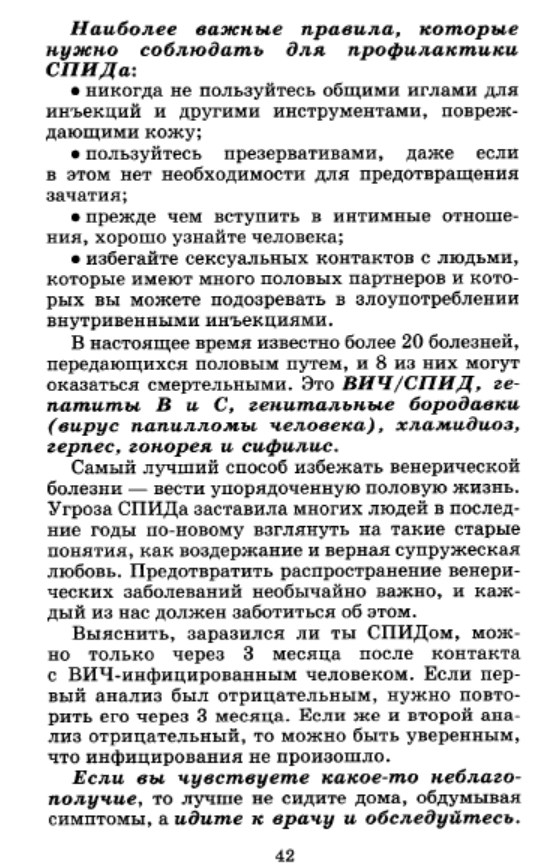 Наиболее важные правила, которые
нужно соблюдать для профилактики
СПИДа:
• никогда не пользуйтесь общими иглами для
инъекций и другими инструментами, повреж-
дающими кожу;
• пользуйтесь презервативами, даже если
в этом нет необходимости для предотвращения
зачатия;
• прежде чем вступить в интимные отноше-
ния, хорошо узнайте человека;
• избегайте сексуальных контактов с людьми,
которые имеют много половых партнеров и кото-
рых вы можете подозревать в злоупотреблении
внутривенными инъекциями.
В настоящее время известно более 20 болезней,
передающихся половым путем, и 8 из них могут
оказаться смертельными. Это ВИЧ/СПИД, ге-
патиты В и С, генитальные бородавки
(вирус папилломы человека), хламидиоз,
герпес, гонорея и сифилис.
Самый лучший способ избежать венерической
болезни — вести упорядоченную половую жизнь.
Угроза СПИДа заставила многих людей в послед-
ние годы по-новому взглянуть на такие старые
понятия, как воздержание и верная супружеская
любовь. Предотвратить распространение венери-
ческих заболеваний необычайно важно, и каж-
дый из нас должен заботиться об этом.
Выяснить, заразился ли ты СПИДом, мож-
но только через 3 месяца после контакта
с ВИЧ-инфицированным человеком. Если пер-
вый анализ был отрицательным, нужно повто-
рить его через 3 месяца. Если же и второй ана-
лиз отрицательный, то можно быть уверенным,
что инфицирования не произошло.
Если вы чувствуете какое-то неблаго-
получие, то лучше не сидите дома, обдумывая
симптомы, а идите к врачу и обследуйтесь.
42